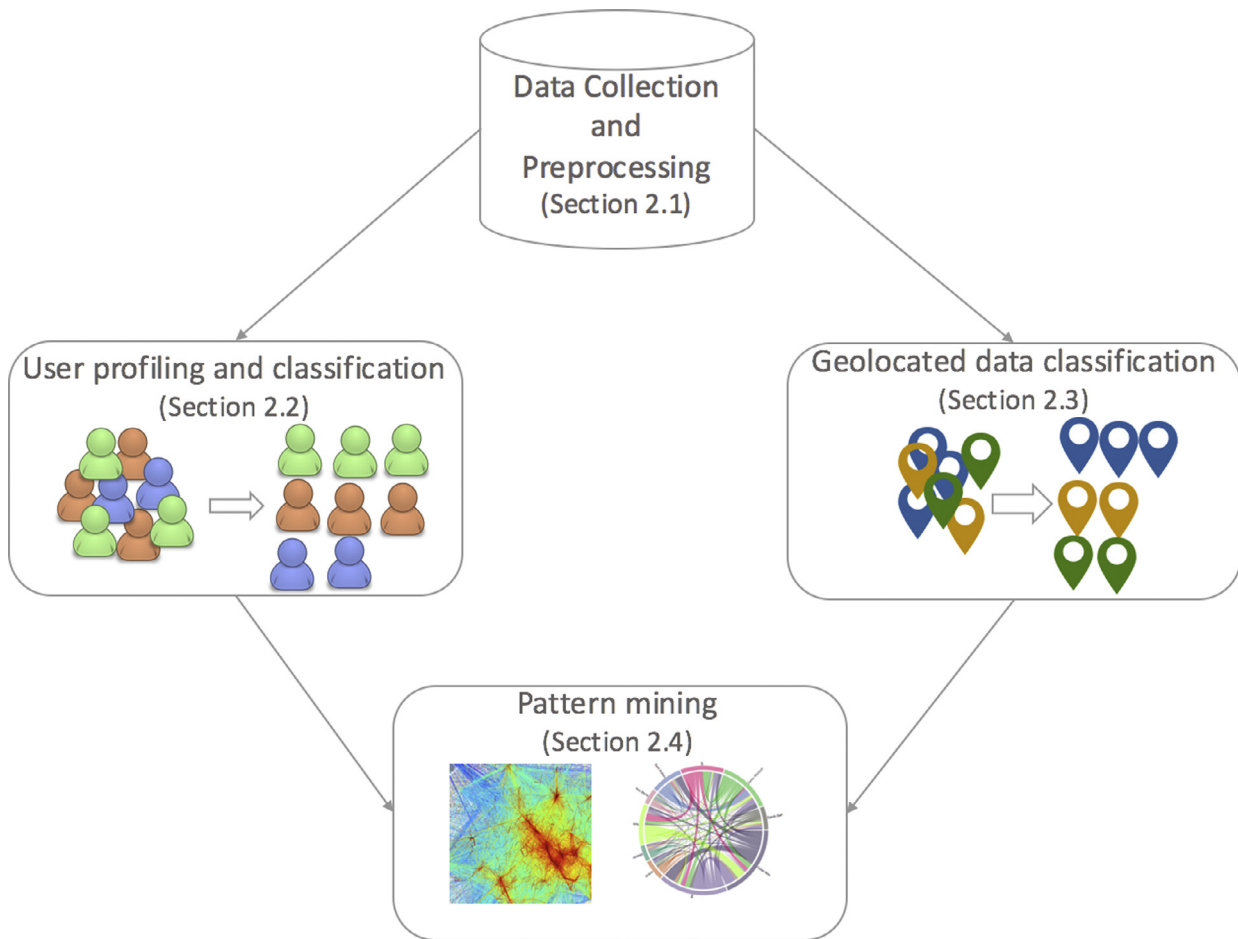 Data Collection
and
Preprocessing
(Section 2.1)
User profiling and classification
(Section 2.2)
Geolocated data classification
(Section 2.3)
Pattern mining
(Section 2.4)